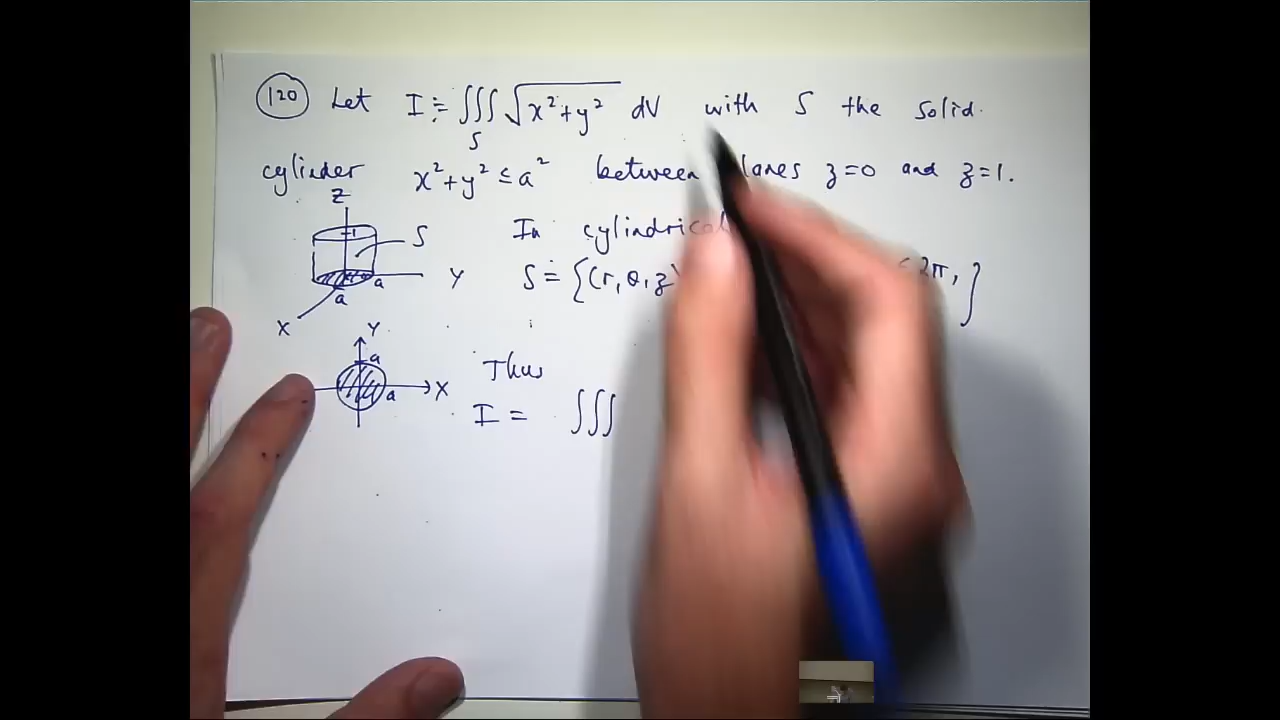 120 Let I := ∭_S √(x²+y²) dV with S the solid
cylinder x²+y² ≤ a² between lanes z=0 and z=1.
Z
1
S
Y
a
a
X
In cylindrical
S = {(r, θ, z) ≤ 2π, }
Y
a
X
a
Thus
I = ∭